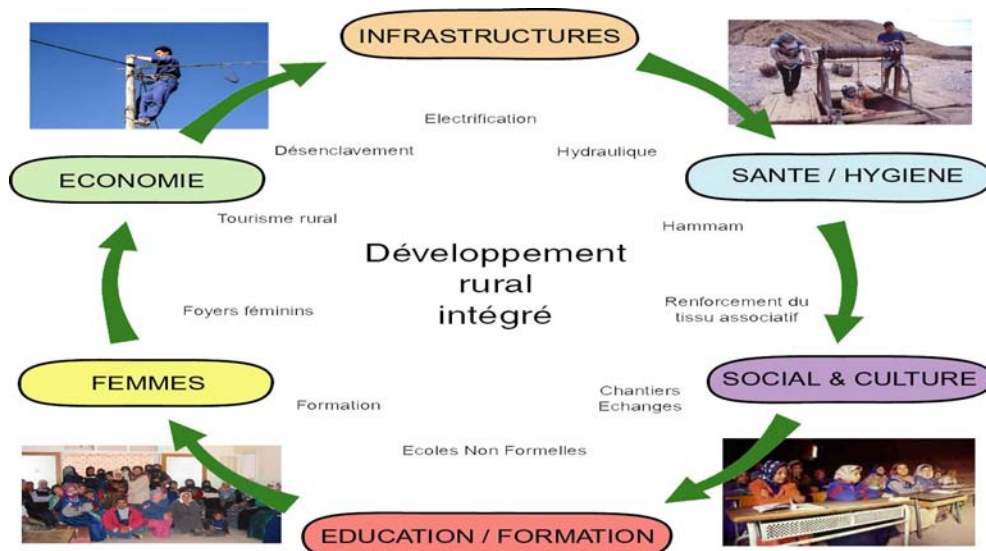 INFRASTRUCTURES
Electrification
Désenclavement
Hydraulique
ECONOMIE
SANTE / HYGIENE
Tourisme rural
Hammam
Développement
rural
intégré
Foyers féminins
Renforcement du
tissu associatif
FEMMES
SOCIAL & CULTURE
Chantiers
Echanges
Formation
Ecoles Non Formelles
EDUCATION / FORMATION